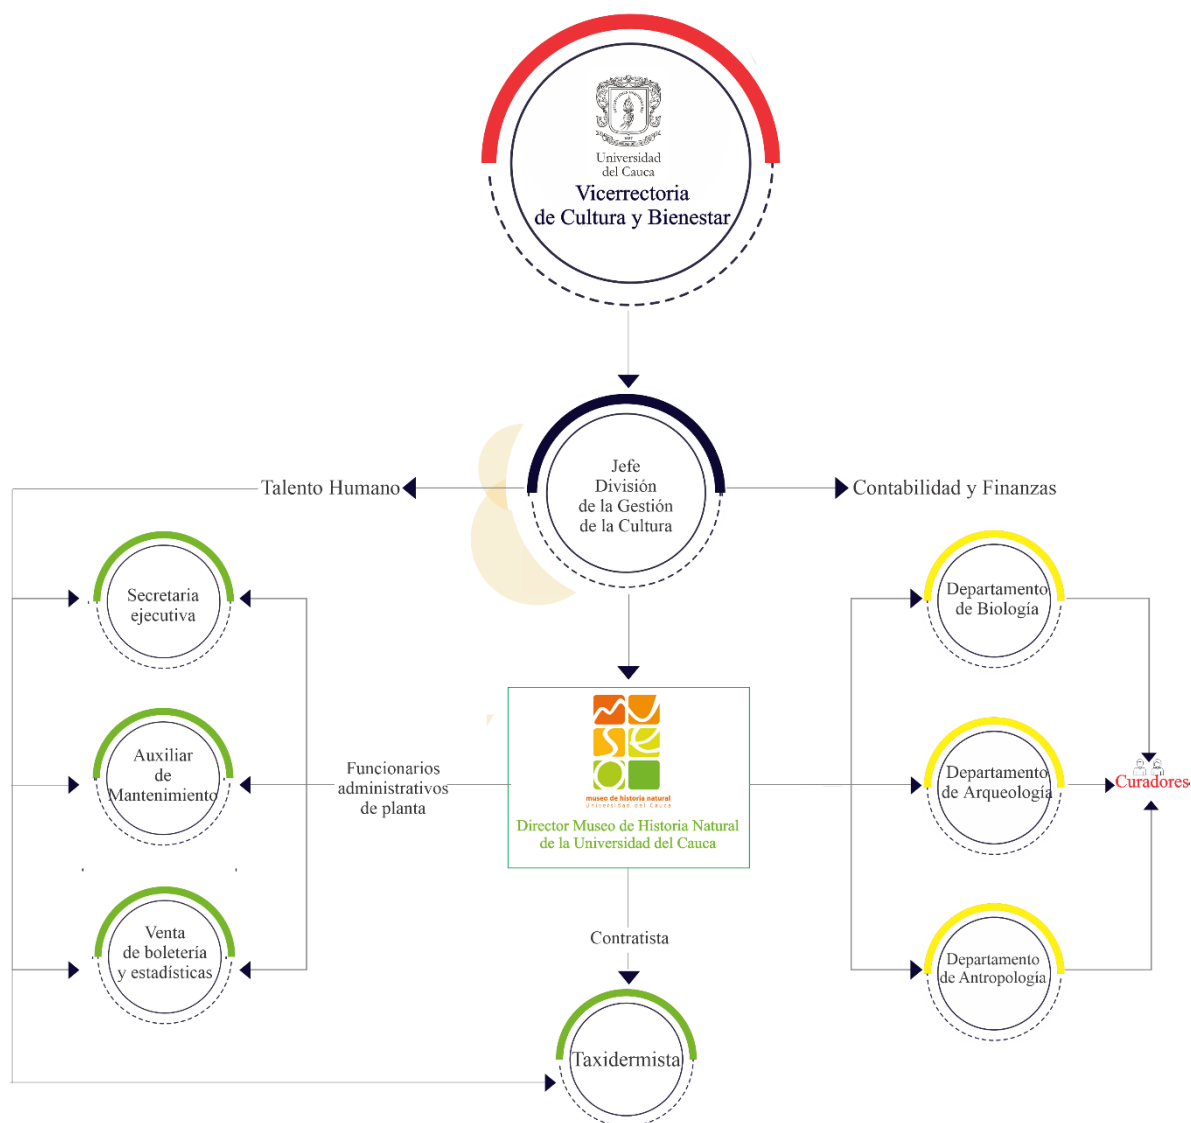 Universidad
del Cauca
Vicerrectoria
de Cultura y Bienestar
Jefe
División
de la Gestión
de la Cultura
Talento Humano
Contabilidad y Finanzas
Secretaria
ejecutiva
Departamento
de Biología
Auxiliar
de
Mantenimiento
Funcionarios
administrativos
de planta
museo de historia natural
Universidad del Cauca
Director Museo de Historia Natural
de la Universidad del Cauca
Departamento
de Arqueología
Curadores
Venta
de boletería
y estadísticas
Contratista
Departamento
de Antropología
Taxidermista